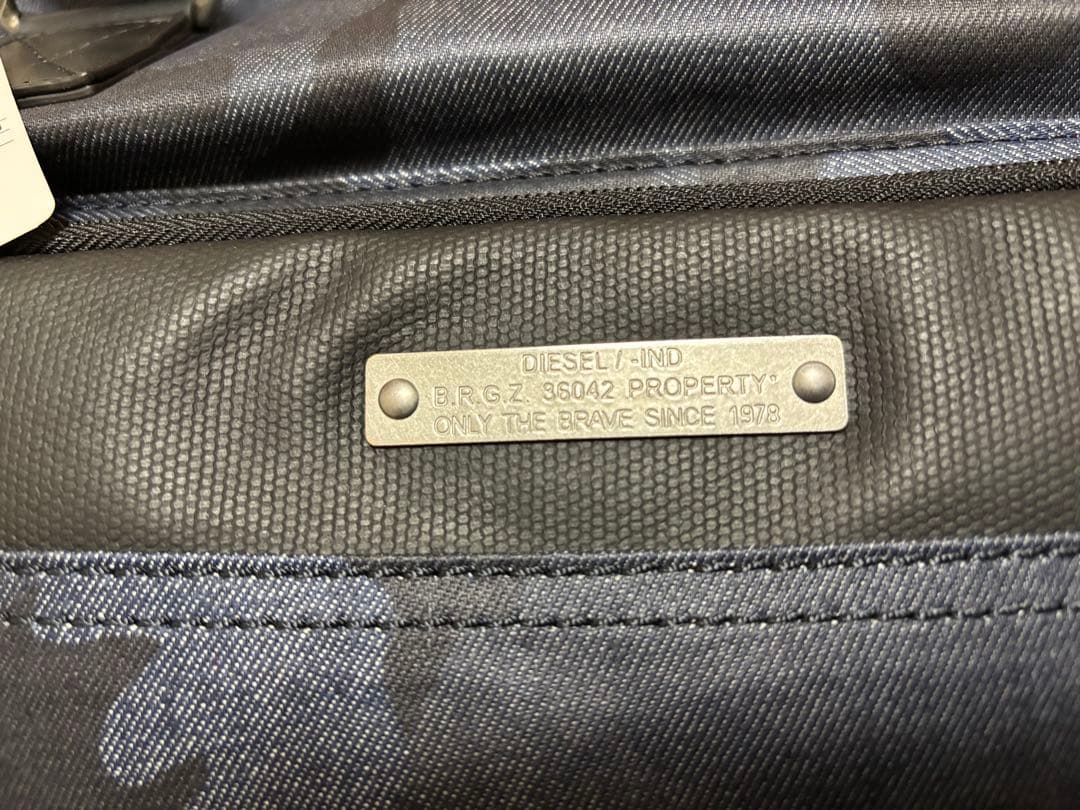 DIESEL / -IND
B.R.G.Z. 36042 PROPERTY'
ONLY THE BRAVE SINCE 1978